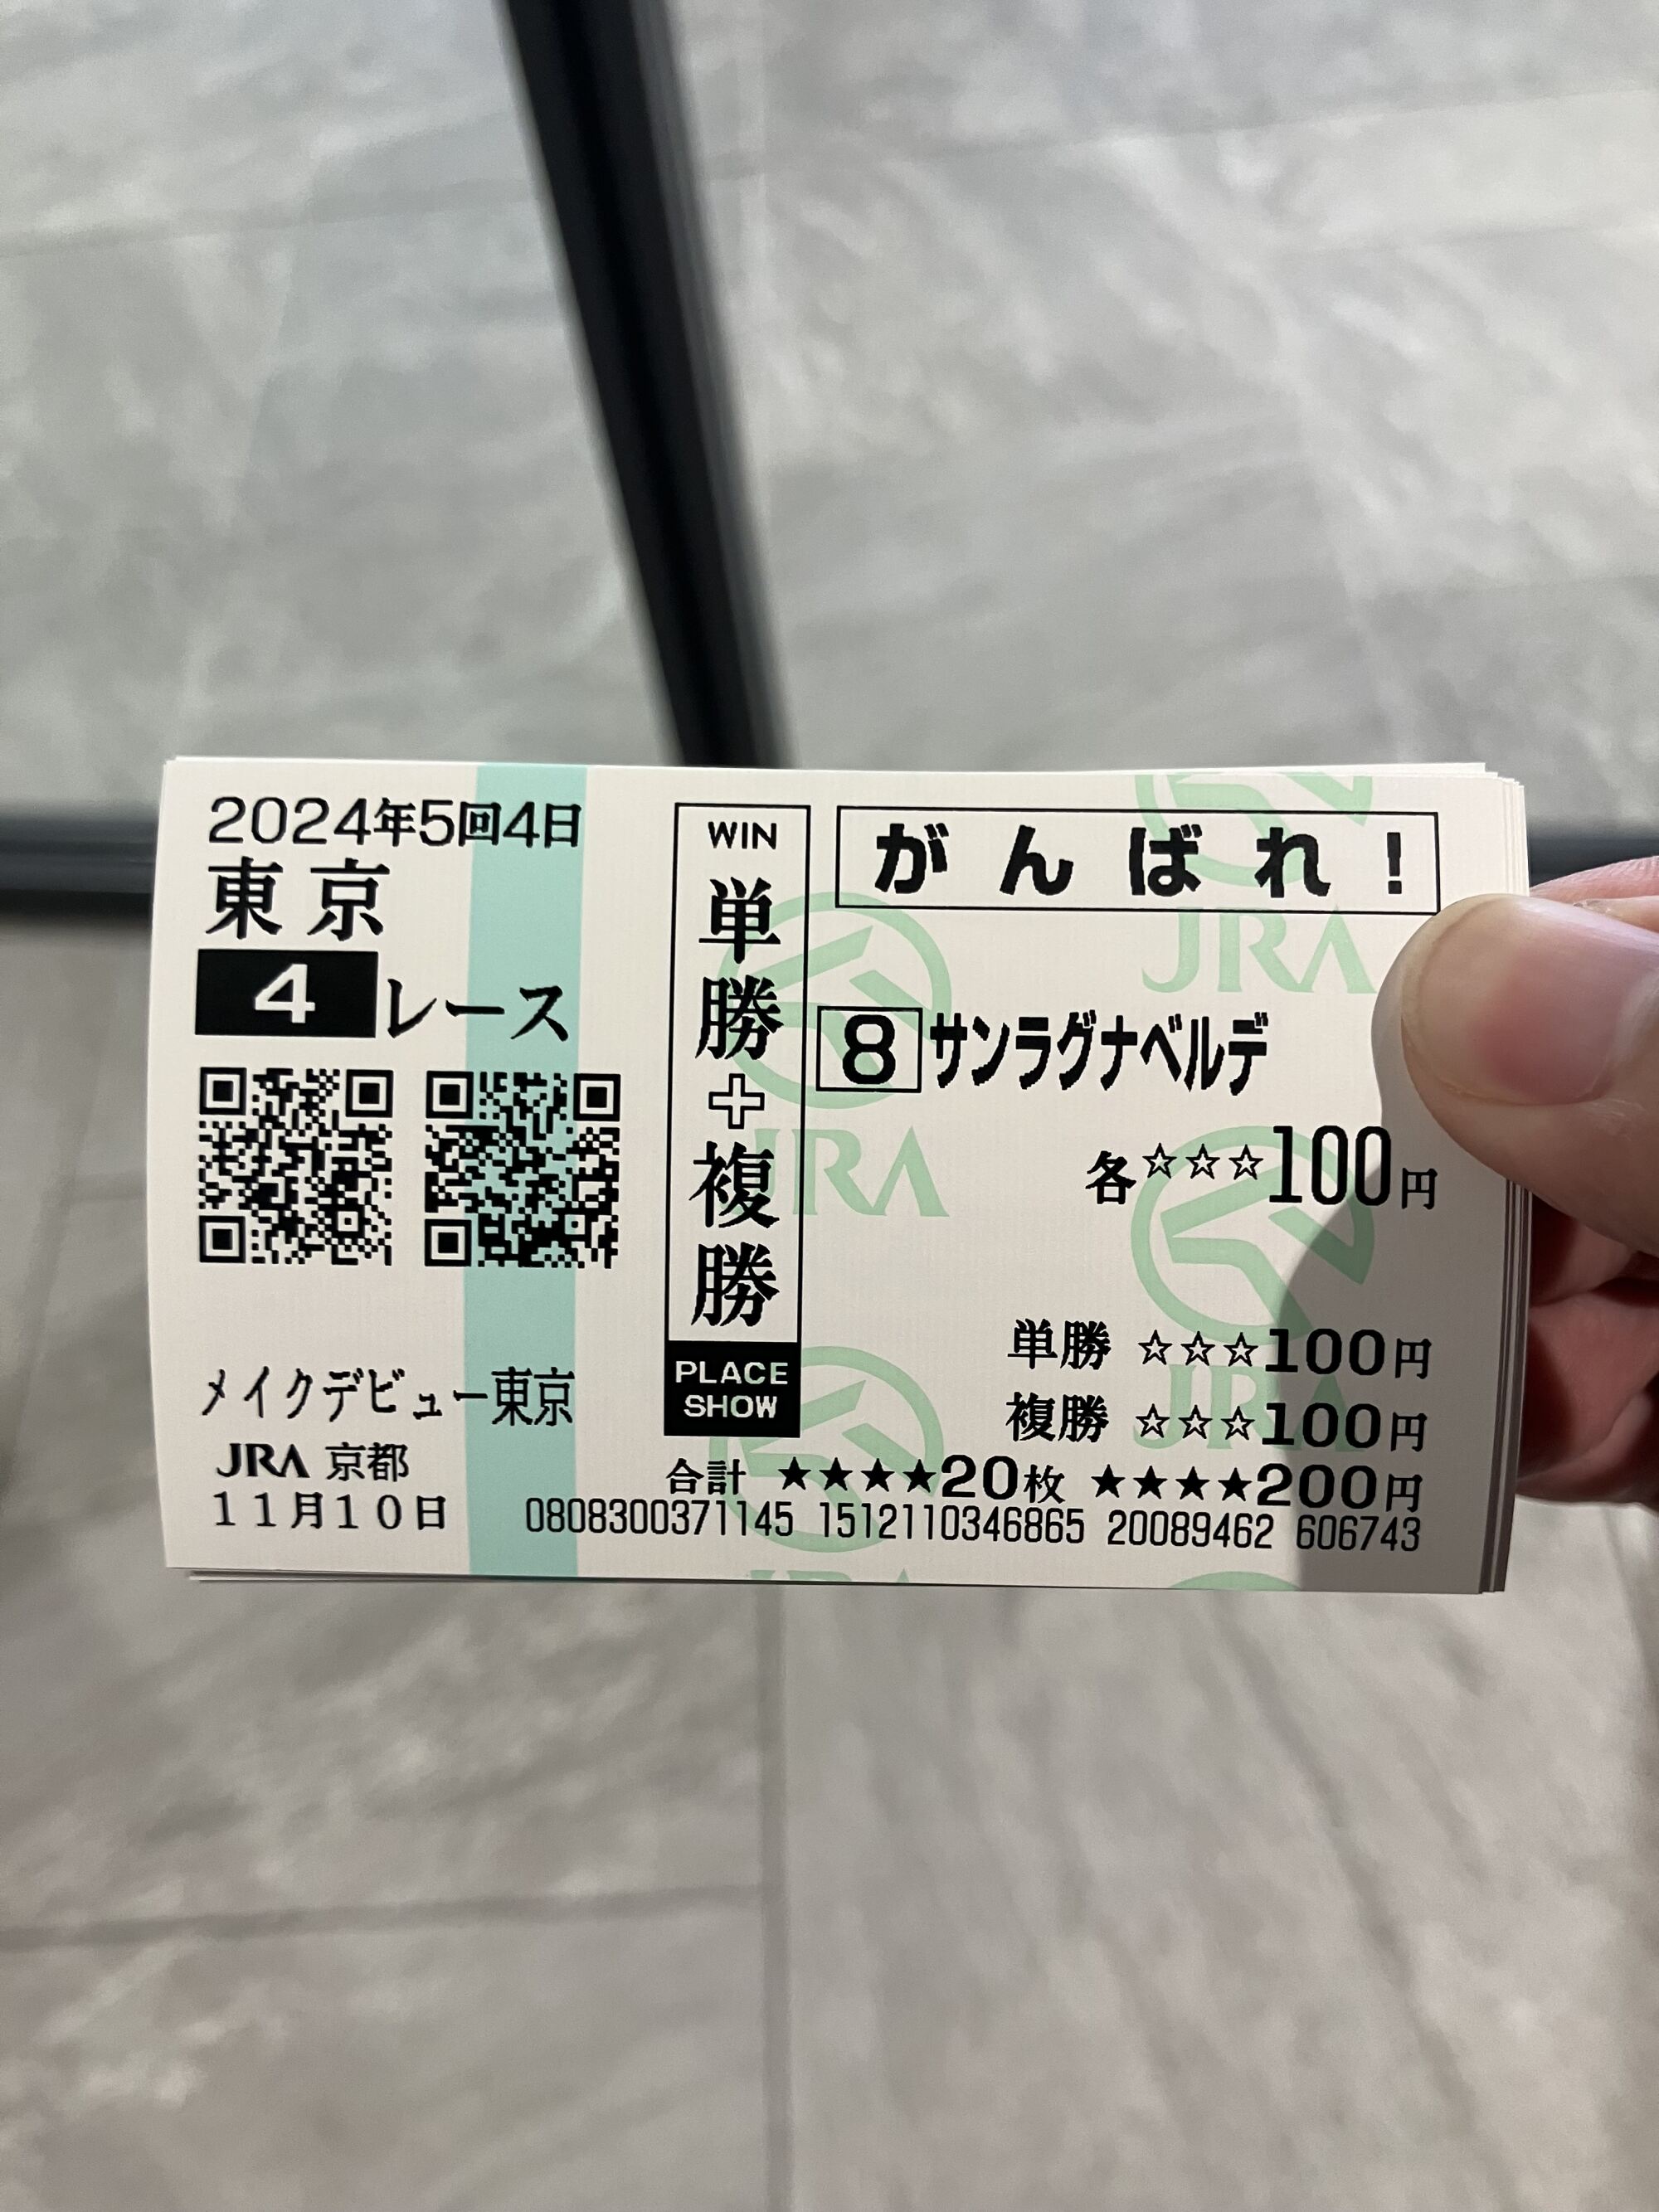 2024年5回4日
東京
4レース
メイクデビュー東京
JRA 京都
11月10日
WIN
単勝+複勝
PLACE
SHOW
がんばれ!
8 サンラグナベルデ
各☆☆☆100円
単勝 ☆☆☆100円
複勝 ☆☆☆100円
合計 ★★★★20枚 ★★★★200円
0808300371145 1512110346865 20089462 606743
JRA
JRA
JRA